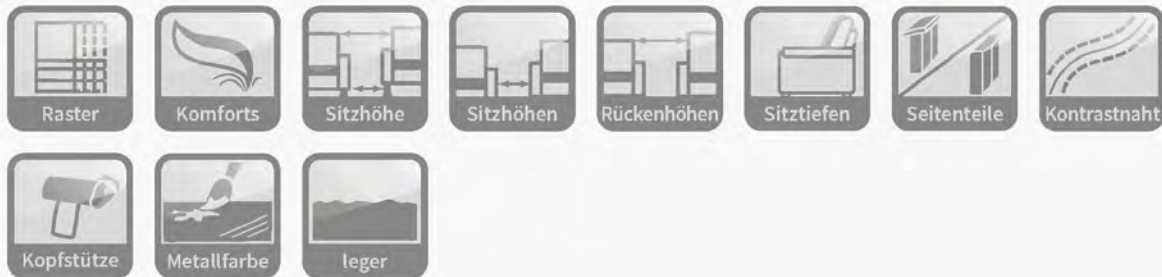 Raster Komforts Sitzhöhe Sitzhöhen Rückenhöhen Sitztiefen Seitenteile Kontrastnaht
Kopfstütze Metallfarbe leger